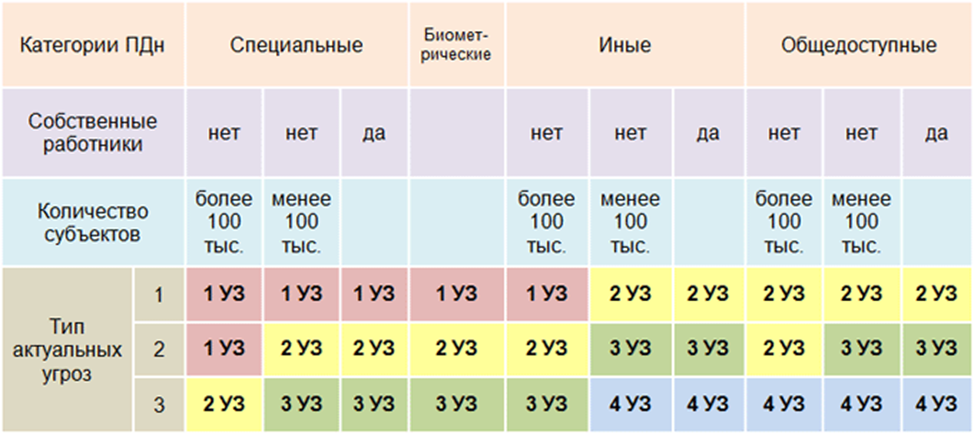 Категории ПДн Специальные Биомет-
рические Иные Общедоступные
Собственные
работники нет нет да нет нет да нет нет да
Количество
субъектов более
100
тыс. менее
100
тыс. более
100
тыс. менее
100
тыс. более
100
тыс. менее
100
тыс.
Тип
актуальных
угроз
1 1 УЗ 1 УЗ 1 УЗ 1 УЗ 1 УЗ 2 УЗ 2 УЗ 2 УЗ 2 УЗ 2 УЗ
2 1 УЗ 2 УЗ 2 УЗ 2 УЗ 2 УЗ 3 УЗ 3 УЗ 2 УЗ 3 УЗ 3 УЗ
3 2 УЗ 3 УЗ 3 УЗ 3 УЗ 3 УЗ 4 УЗ 4 УЗ 4 УЗ 4 УЗ 4 УЗ